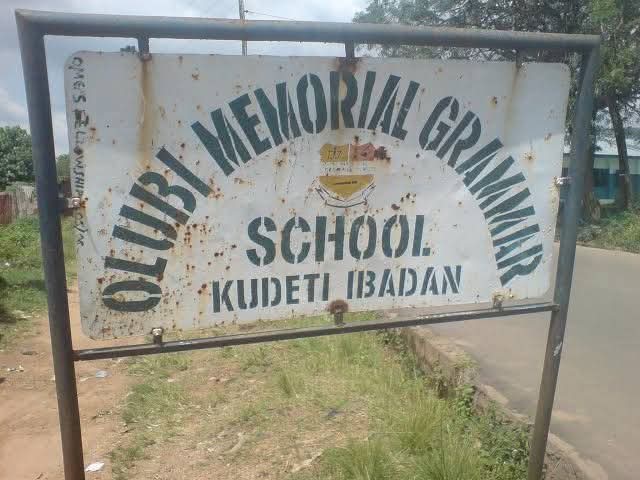 OLUBI MEMORIAL GRAMMAR
SCHOOL
KUDETI IBADAN